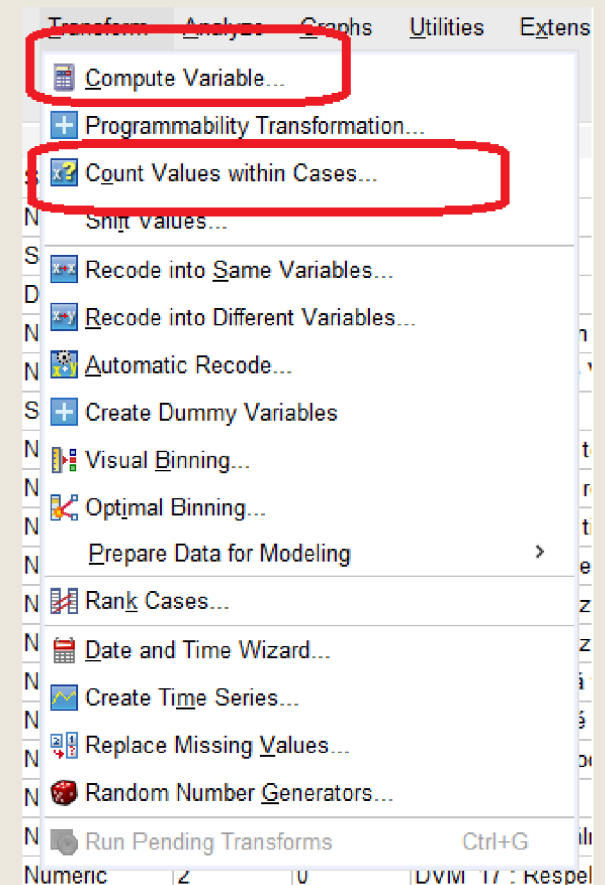 Transform Analyze Graphs Utilities Extens
Compute Variable...
Programmability Transformation...
Count Values within Cases...
Shift Values...
Recode into Same Variables...
Recode into Different Variables...
Automatic Recode...
Create Dummy Variables
Visual Binning...
Optimal Binning...
Prepare Data for Modeling
Rank Cases...
Date and Time Wizard...
Create Time Series...
Replace Missing Values...
Random Number Generators...
Run Pending Transforms Ctrl+G
Numeric 2 0 DVM 17 : Respel